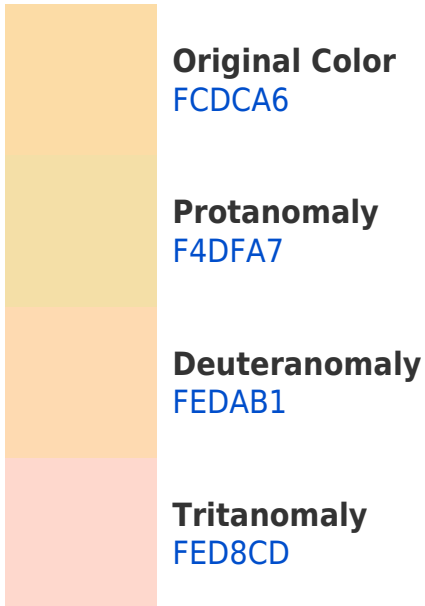 Original Color
FCDCA6
Protanomaly
F4DFA7
Deuteranomaly
FEDAB1
Tritanomaly
FED8CD